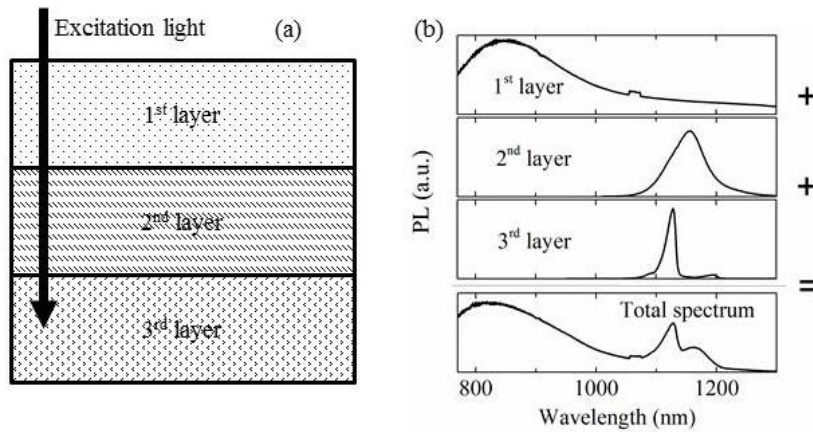 Excitation light
(a)
1st layer
2nd layer
3rd layer
(b)
PL (a.u.)
1st layer
+
2nd layer
+
3rd layer
=
Total spectrum
800 1000 1200
Wavelength (nm)